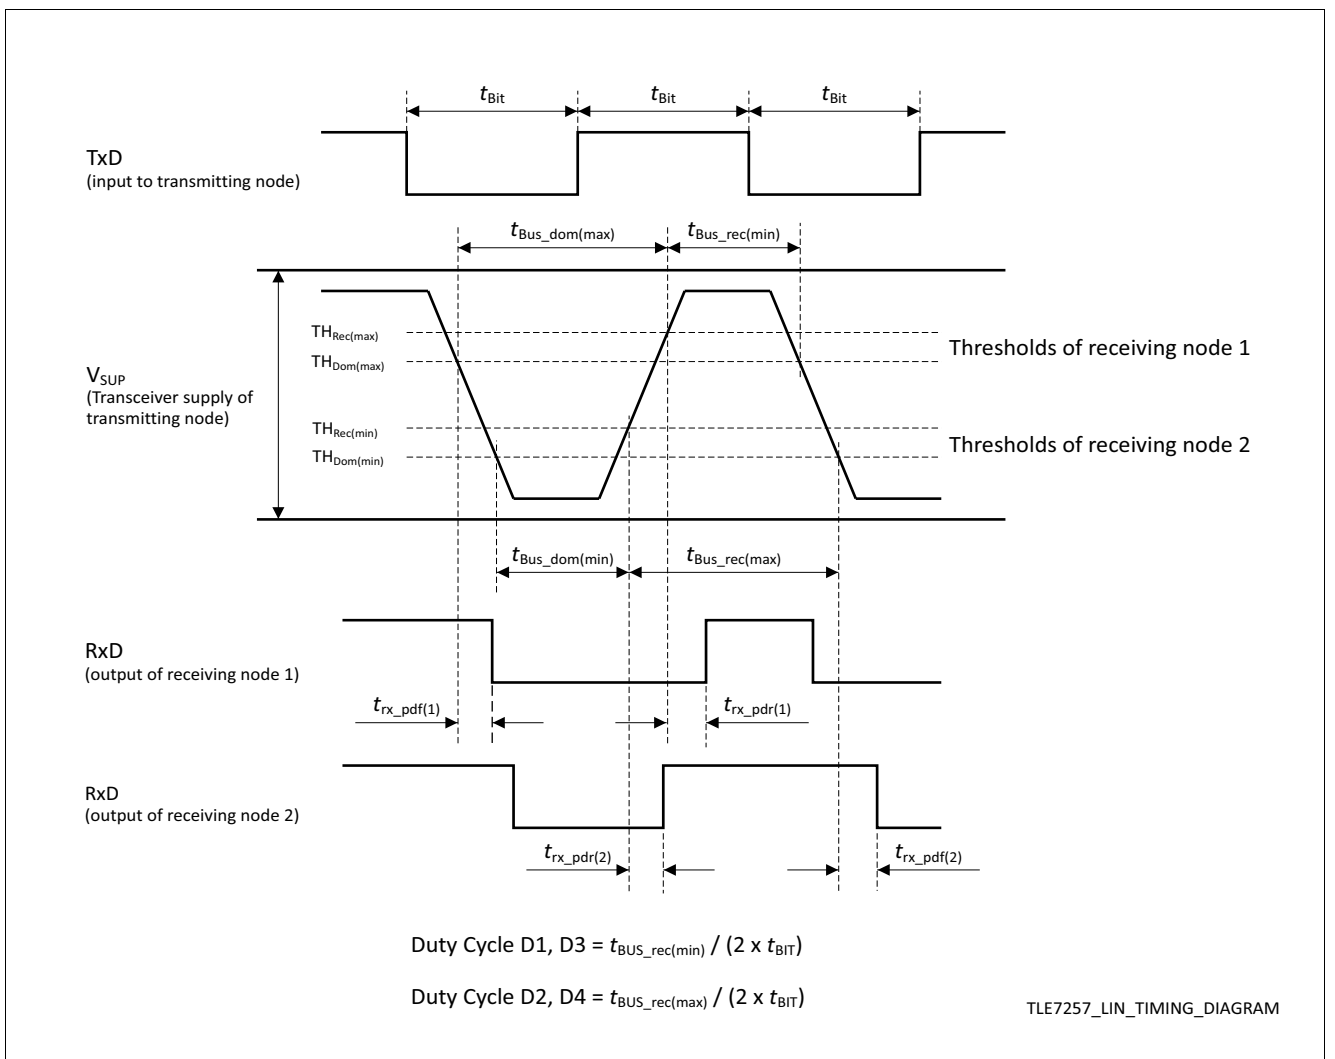 tBit tBit tBit
TxD
(input to transmitting node)
tBus_dom(max) tBus_rec(min)
THRec(max)
Thresholds of receiving node 1
THDom(max)
VSUP
(Transceiver supply of
transmitting node)
THRec(min)
Thresholds of receiving node 2
THDom(min)
tBus_dom(min) tBus_rec(max)
RxD
(output of receiving node 1)
trx_pdf(1) trx_pdr(1)
RxD
(output of receiving node 2)
trx_pdr(2) trx_pdf(2)
Duty Cycle D1, D3 = tBUS_rec(min) / (2 x tBIT)
Duty Cycle D2, D4 = tBUS_rec(max) / (2 x tBIT)
TLE7257_LIN_TIMING_DIAGRAM